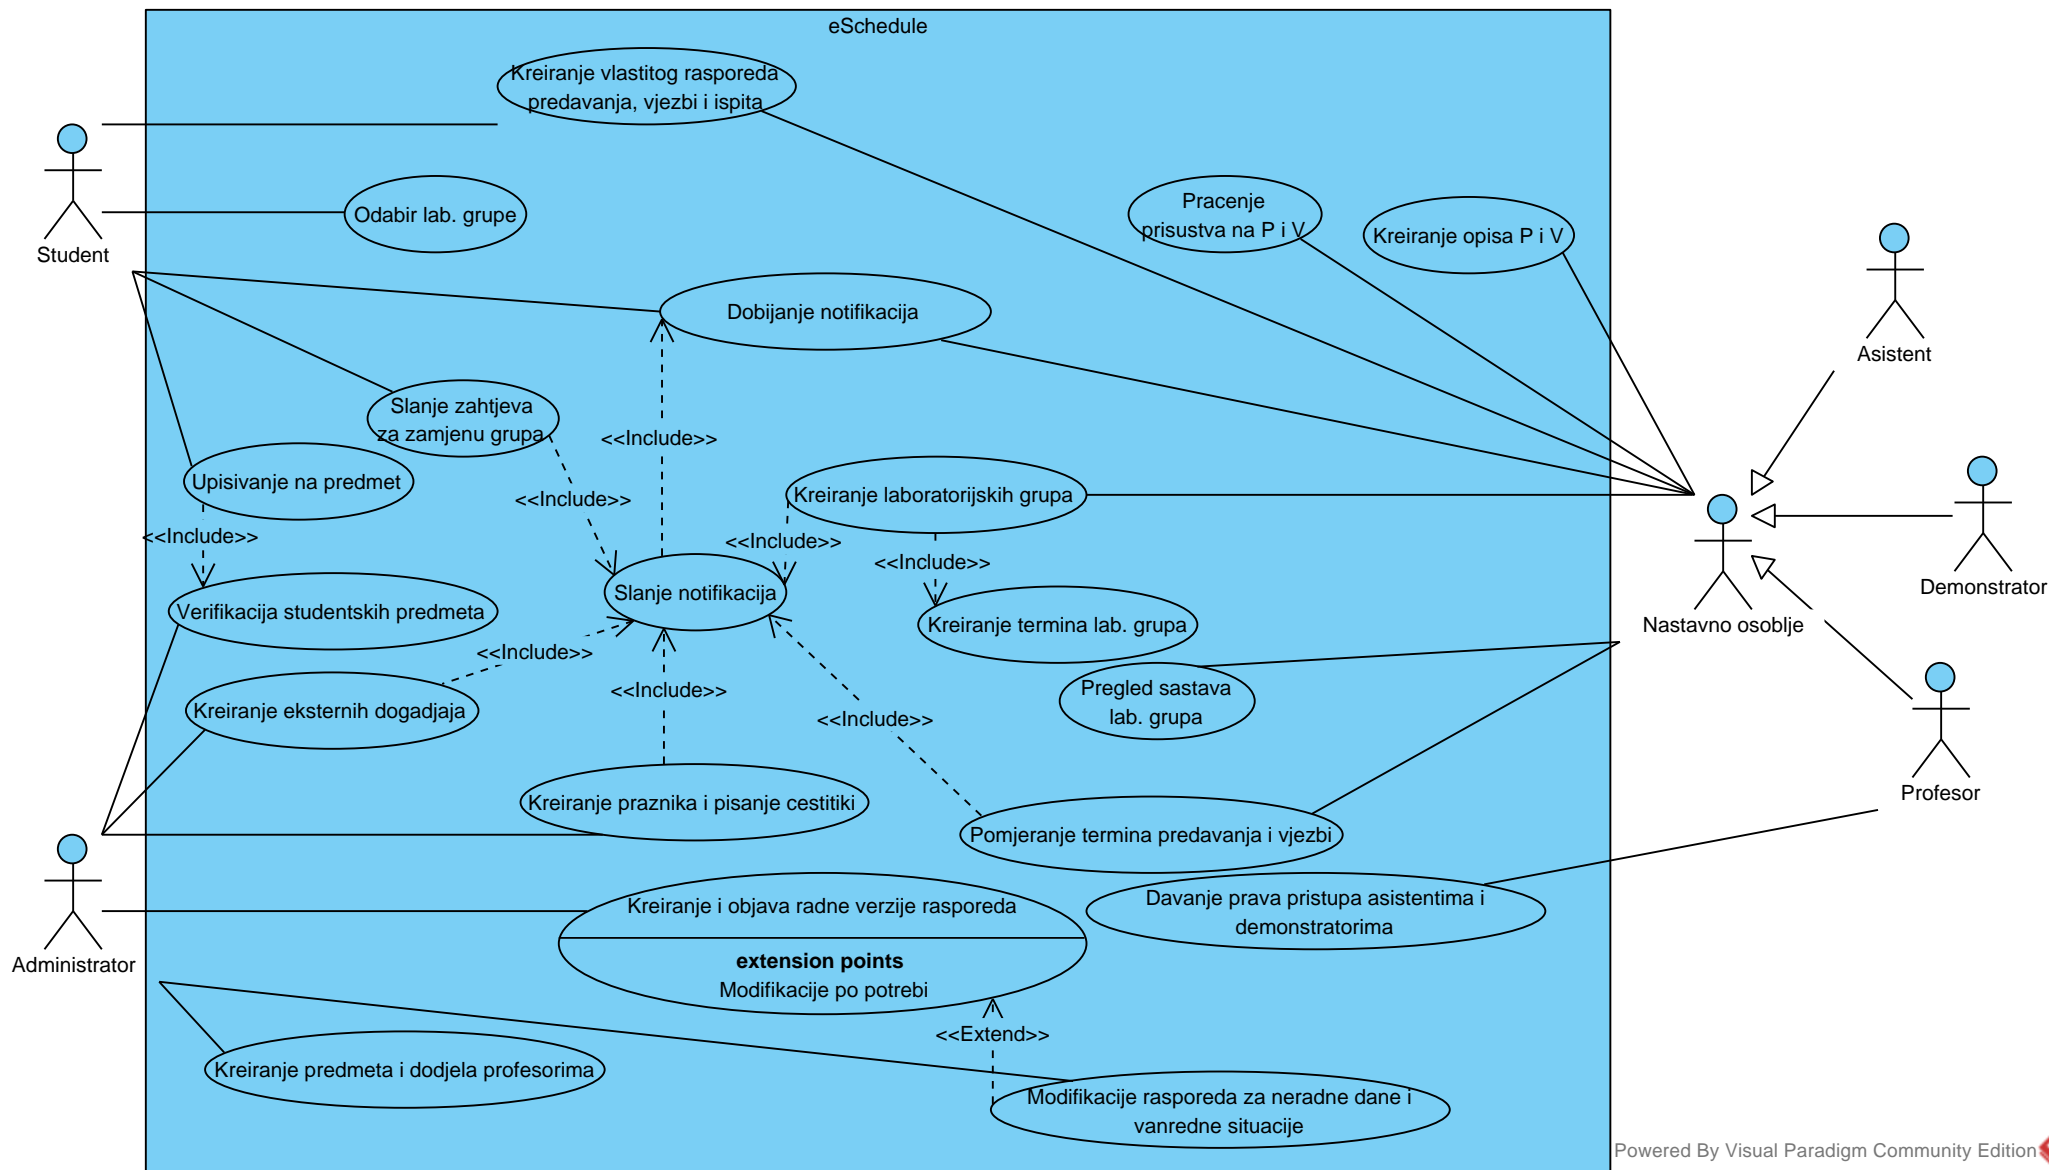 eSchedule
Kreiranje vlastitog rasporeda
predavanja, vjezbi i ispita
Student
Odabir lab. grupe
Pracenje
prisustva na P i V
Kreiranje opisa P i V
Asistent
Dobijanje notifikacija
Slanje zahtjeva
za zamjenu grupa
<<Include>>
Upisivanje na predmet
<<Include>>
Kreiranje laboratorijskih grupa
<<Include>>
<<Include>>
<<Include>>
Slanje notifikacija
Demonstrator
Verifikacija studentskih predmeta
Kreiranje termina lab. grupa
Nastavno osoblje
<<Include>>
Pregled sastava
lab. grupa
<<Include>>
Kreiranje eksternih dogadjaja
<<Include>>
Profesor
Kreiranje praznika i pisanje cestitiki
Pomjeranje termina predavanja i vjezbi
Administrator
Kreiranje i objava radne verzije rasporeda
extension points
Modifikacije po potrebi
Davanje prava pristupa asistentima i
demonstratorima
<<Extend>>
Kreiranje predmeta i dodjela profesorima
Modifikacije rasporeda za neradne dane i
vanredne situacije
Powered By Visual Paradigm Community Edition